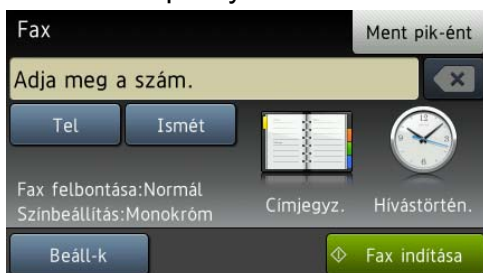 Fax
Ment pik-ént
Adja meg a szám.
Tel
Ismét
Fax felbontása:Normál
Színbeállítás:Monokróm
Címjegyz.
Hívástörtén.
Beáll-k
Fax indítása